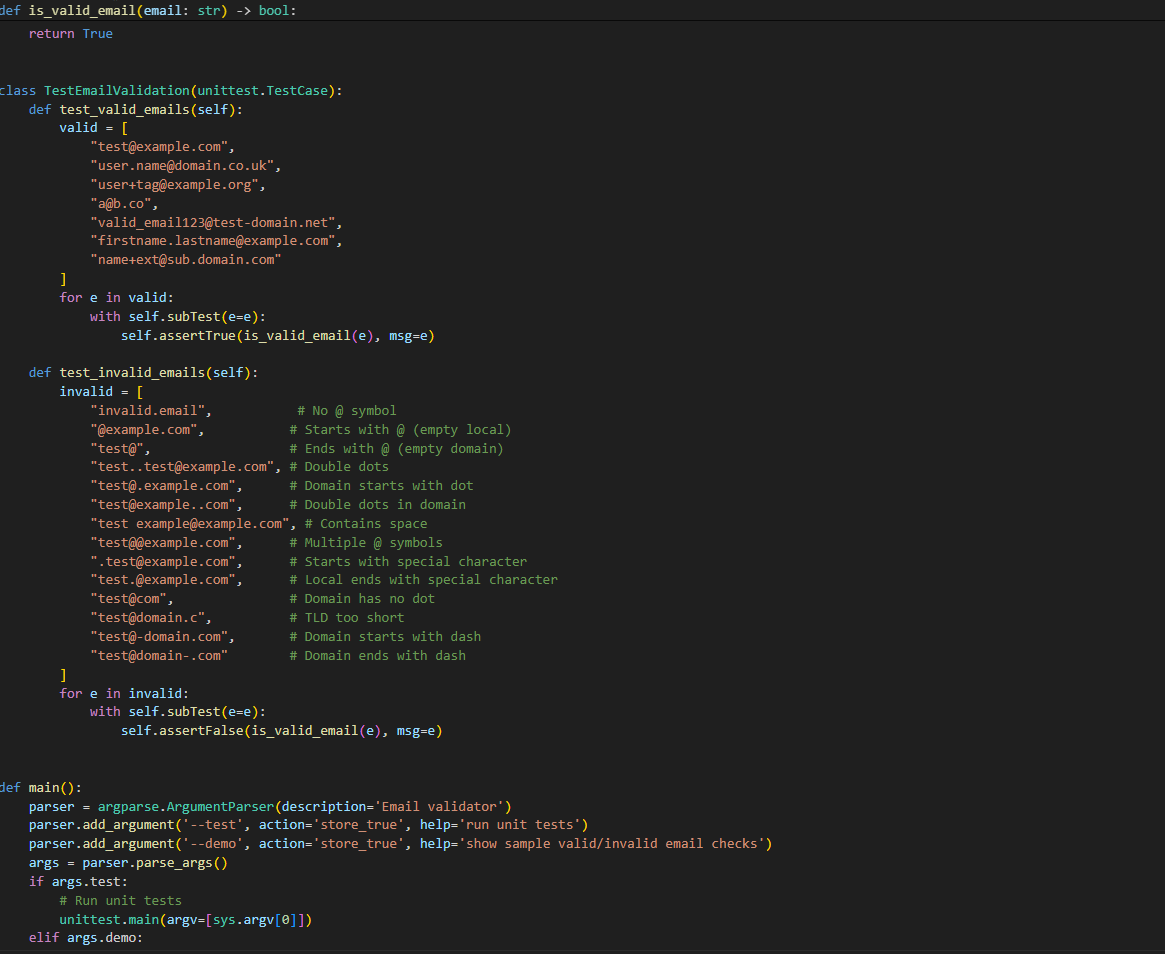 def is_valid_email(email: str) -> bool:
    return True
class TestEmailValidation(unittest.TestCase):
    def test_valid_emails(self):
        valid = [
            "test@example.com",
            "user.name@domain.co.uk",
            "user+tag@example.org",
            "a@b.co",
            "valid_email123@test-domain.net",
            "firstname.lastname@example.com",
            "name+ext@sub.domain.com"
        ]
        for e in valid:
            with self.subTest(e=e):
                self.assertTrue(is_valid_email(e), msg=e)
    def test_invalid_emails(self):
        invalid = [
            "invalid.email",           # No @ symbol
            "@example.com",           # Starts with @ (empty local)
            "test@",                  # Ends with @ (empty domain)
            "test..test@example.com", # Double dots
            "test@.example.com",      # Domain starts with dot
            "test@example..com",      # Double dots in domain
            "test example@example.com", # Contains space
            "test@@example.com",      # Multiple @ symbols
            ".test@example.com",      # Starts with special character
            "test.@example.com",      # Local ends with special character
            "test@com",               # Domain has no dot
            "test@domain.c",          # TLD too short
            "test@-domain.com",       # Domain starts with dash
            "test@domain-.com"        # Domain ends with dash
        ]
        for e in invalid:
            with self.subTest(e=e):
                self.assertFalse(is_valid_email(e), msg=e)
def main():
    parser = argparse.ArgumentParser(description='Email validator')
    parser.add_argument('--test', action='store_true', help='run unit tests')
    parser.add_argument('--demo', action='store_true', help='show sample valid/invalid email checks')
    args = parser.parse_args()
    if args.test:
        # Run unit tests
        unittest.main(argv=[sys.argv[0]])
    elif args.demo: